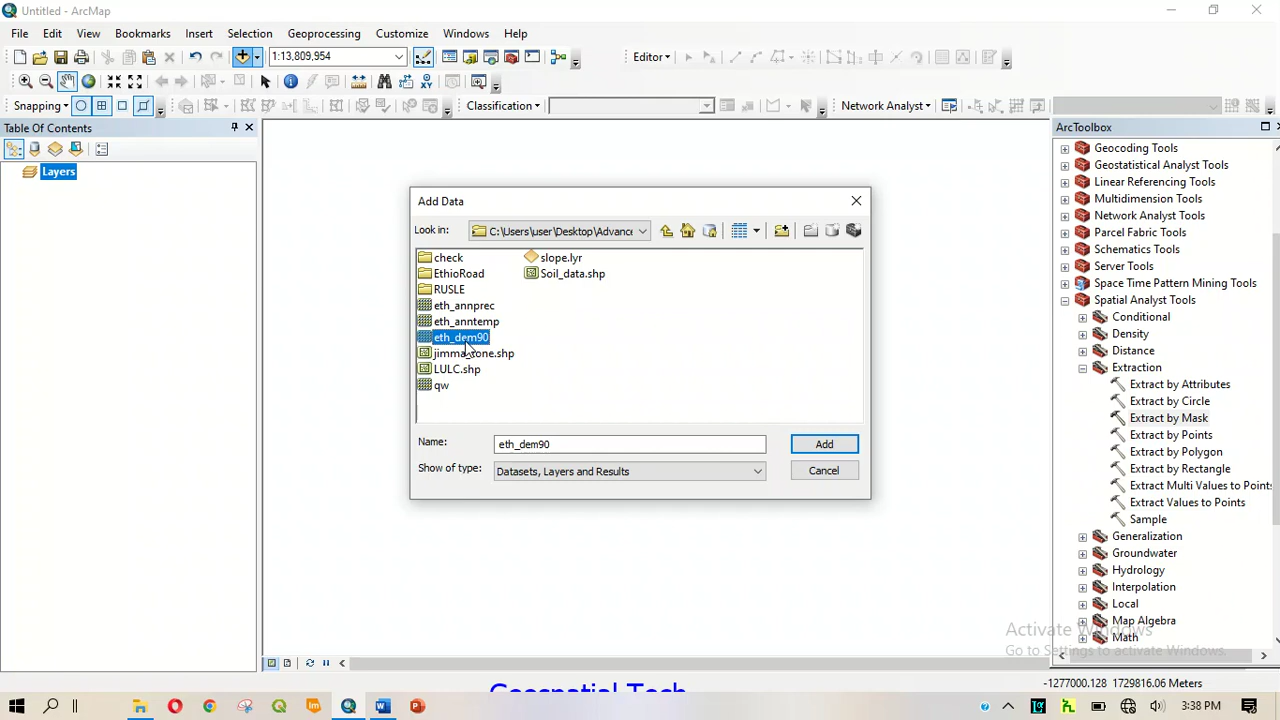 Untitled - ArcMap
File Edit View Bookmarks Insert Selection Geoprocessing Customize Windows Help
1:13,809,954
Editor
Snapping
Classification
Network Analyst
Table Of Contents
Layers
Add Data
Look in:
C:\Users\user\Desktop\Advance
check
EthioRoad
RUSLE
eth_annprec
eth_anntemp
eth_dem90
jimma_zone.shp
LULC.shp
qw
slope.lyr
Soil_data.shp
Name:
eth_dem90
Add
Show of type:
Datasets, Layers and Results
Cancel
ArcToolbox
Geocoding Tools
Geostatistical Analyst Tools
Linear Referencing Tools
Multidimension Tools
Network Analyst Tools
Parcel Fabric Tools
Schematics Tools
Server Tools
Space Time Pattern Mining Tools
Spatial Analyst Tools
Conditional
Density
Distance
Extraction
Extract by Attributes
Extract by Circle
Extract by Mask
Extract by Points
Extract by Polygon
Extract by Rectangle
Extract Multi Values to Points
Extract Values to Points
Sample
Generalization
Groundwater
Hydrology
Interpolation
Local
Map Algebra
Math
Activate Windows
Go to Settings to activate Windows.
-1277000.128 1729816.06 Meters
Geospatial Tech
3:38 PM